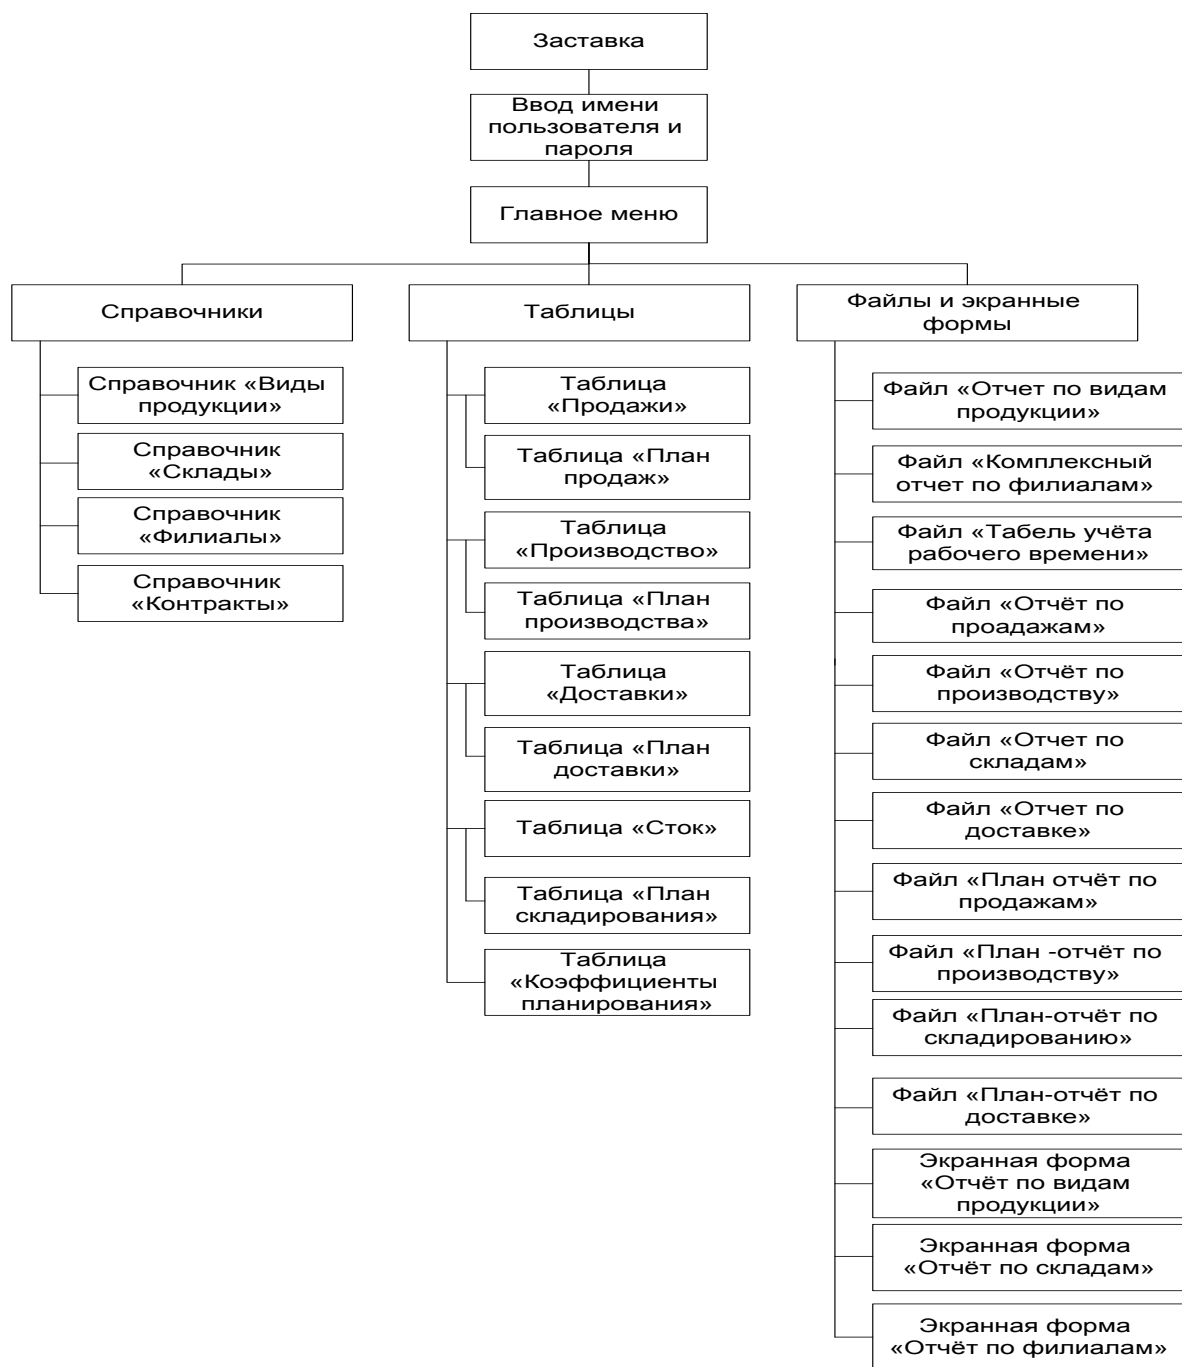 Заставка
Ввод имени
пользователя и
пароля
Главное меню
Справочники
Справочник «Виды
продукции»
Справочник
«Склады»
Справочник
«Филиалы»
Справочник
«Контракты»
Таблицы
Таблица
«Продажи»
Таблица «План
продаж»
Таблица
«Производство»
Таблица «План
производства»
Таблица
«Доставки»
Таблица «План
доставки»
Таблица «Сток»
Таблица «План
складирования»
Таблица
«Коэффициенты
планирования»
Файлы и экранные
формы
Файл «Отчет по видам
продукции»
Файл «Комплексный
отчет по филиалам»
Файл «Табель учёта
рабочего времени»
Файл «Отчёт по
проадажам»
Файл «Отчёт по
производству»
Файл «Отчет по
складам»
Файл «Отчет по
доставке»
Файл «План отчёт по
продажам»
Файл «План -отчёт по
производству»
Файл «План-отчёт по
складированию»
Файл «План-отчёт по
доставке»
Экранная форма
«Отчёт по видам
продукции»
Экранная форма
«Отчёт по складам»
Экранная форма
«Отчёт по филиалам»